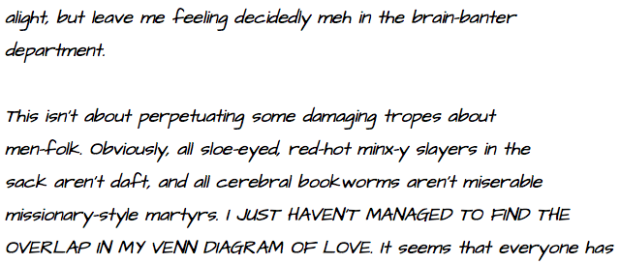 alight, but leave me feeling decidedly meh in the brain-banter
department.
This isn't about perpetuating some damaging tropes about
men-folk. Obviously, all sloe-eyed, red-hot minx-y slayers in the
sack aren't daft, and all cerebral bookworms aren't miserable
missionary-style martyrs. I JUST HAVEN'T MANAGED TO FIND THE
OVERLAP IN MY VENN DIAGRAM OF LOVE. It seems that everyone has